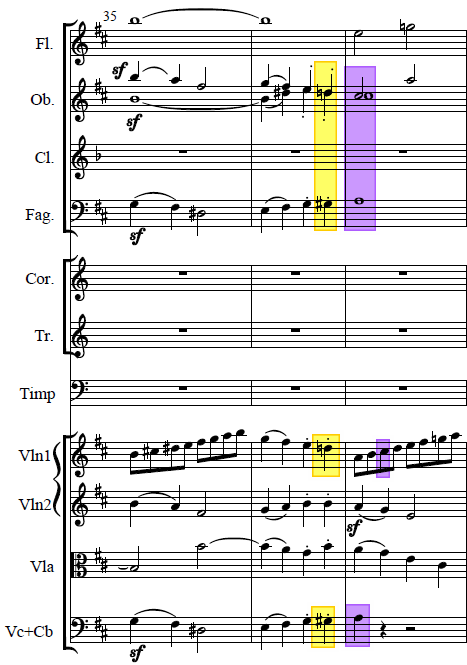 35
Fl.
sf
Ob.
sf
Cl.
Fag.
sf
Cor.
Tr.
Timp
Vln1
Vln2
sf
Vla
Vc+Cb
sf